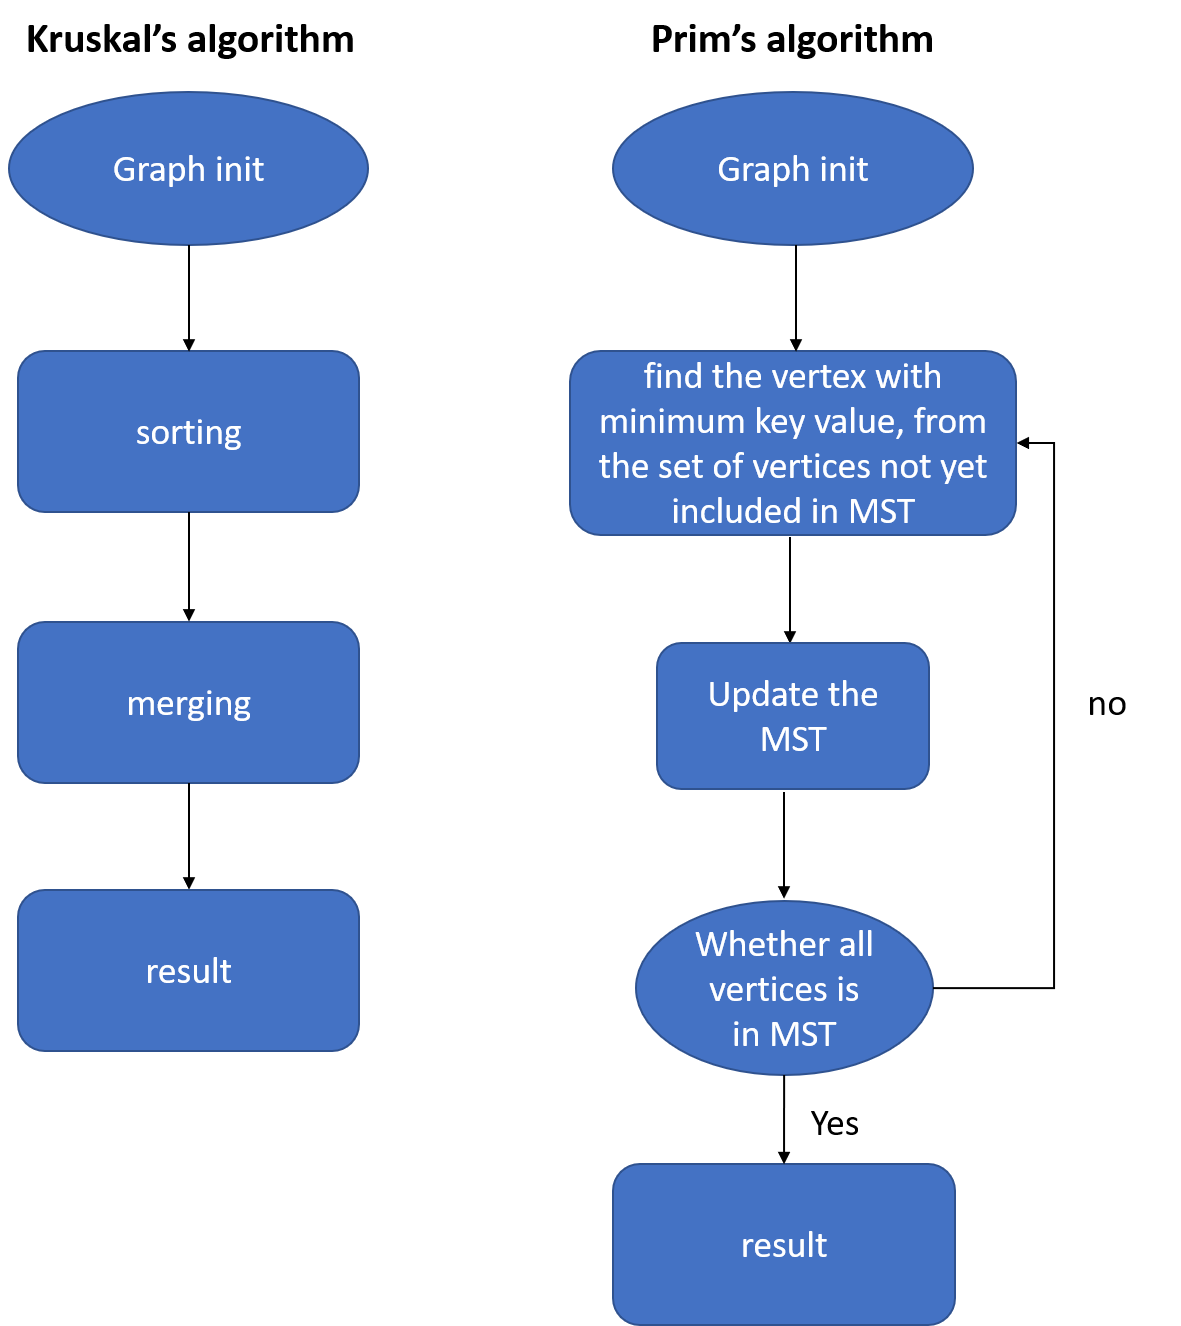 Kruskal’s algorithm
Graph init
sorting
merging
result
Prim’s algorithm
Graph init
find the vertex with
minimum key value, from
the set of vertices not yet
included in MST
Update the
MST
no
Whether all
vertices is
in MST
Yes
result